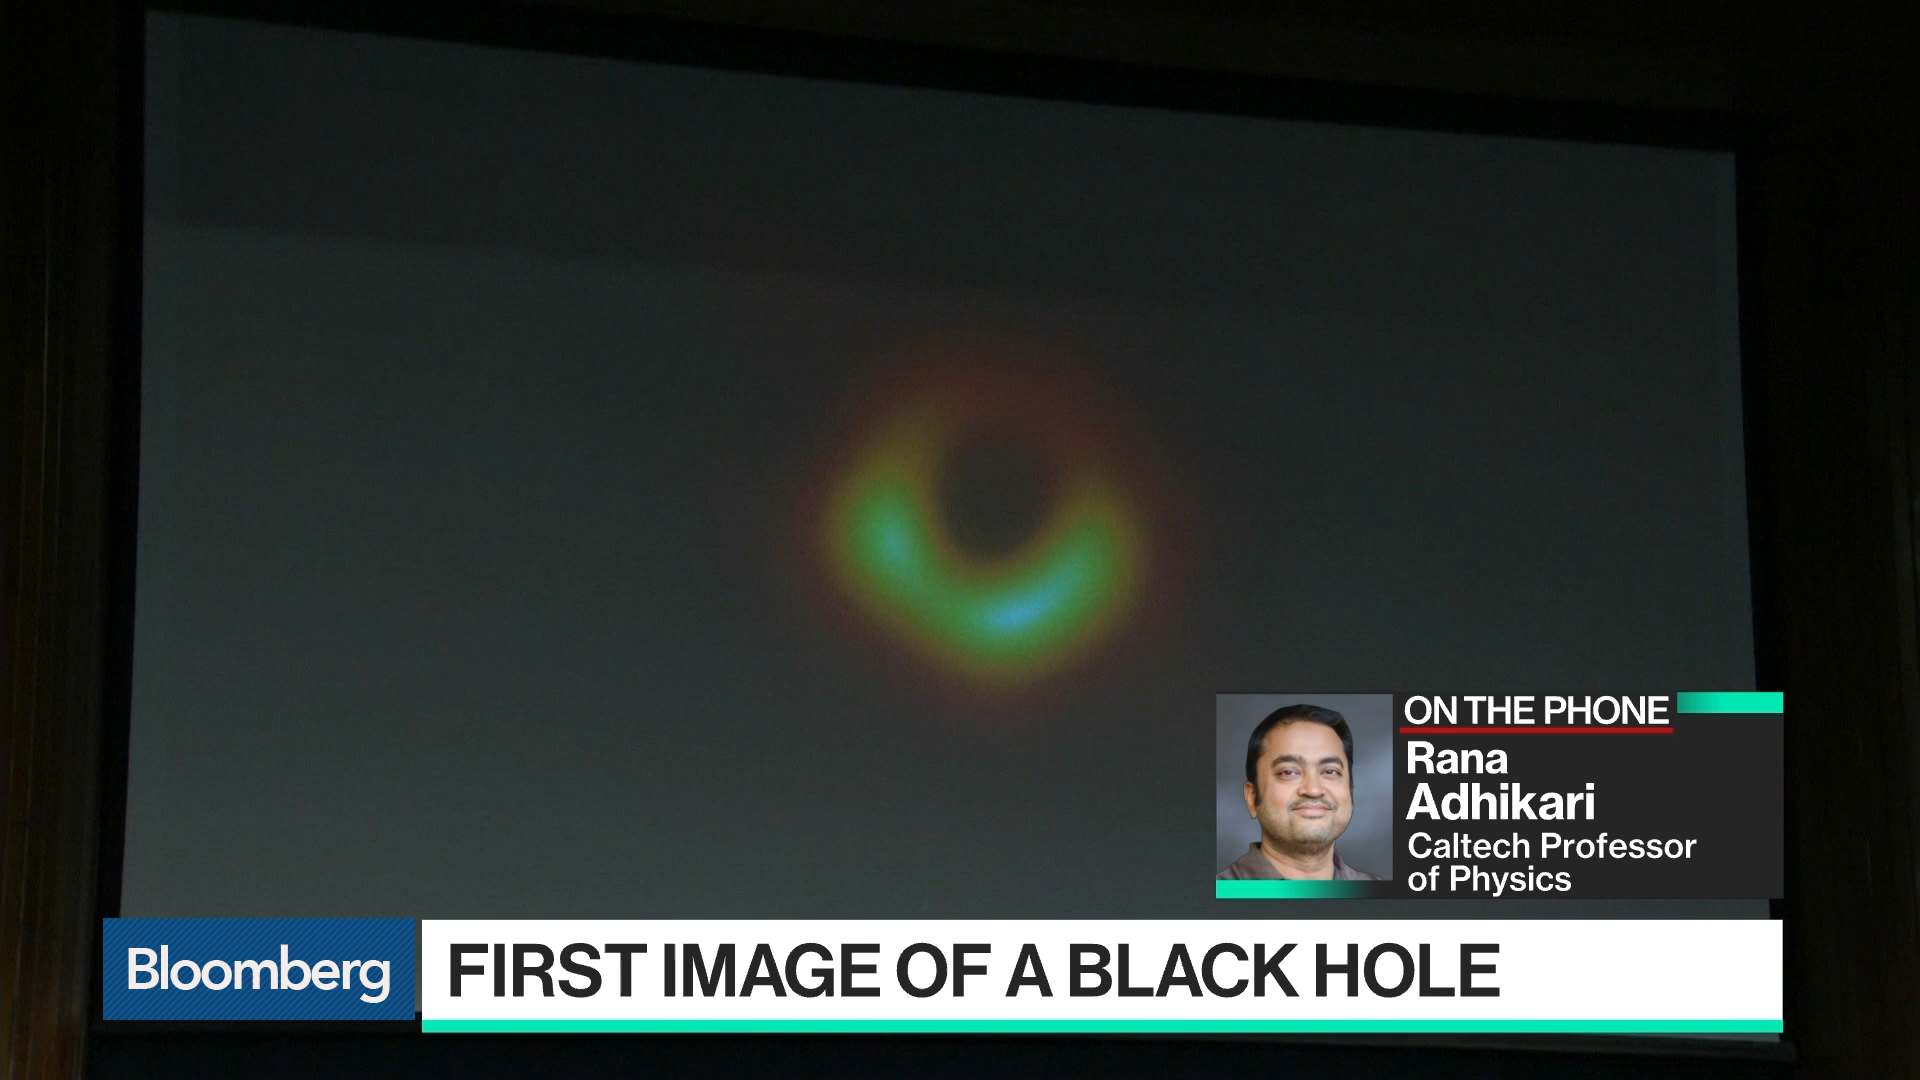 ON THE PHONE
Rana
Adhikari
Caltech Professor
of Physics
Bloomberg
FIRST IMAGE OF A BLACK HOLE